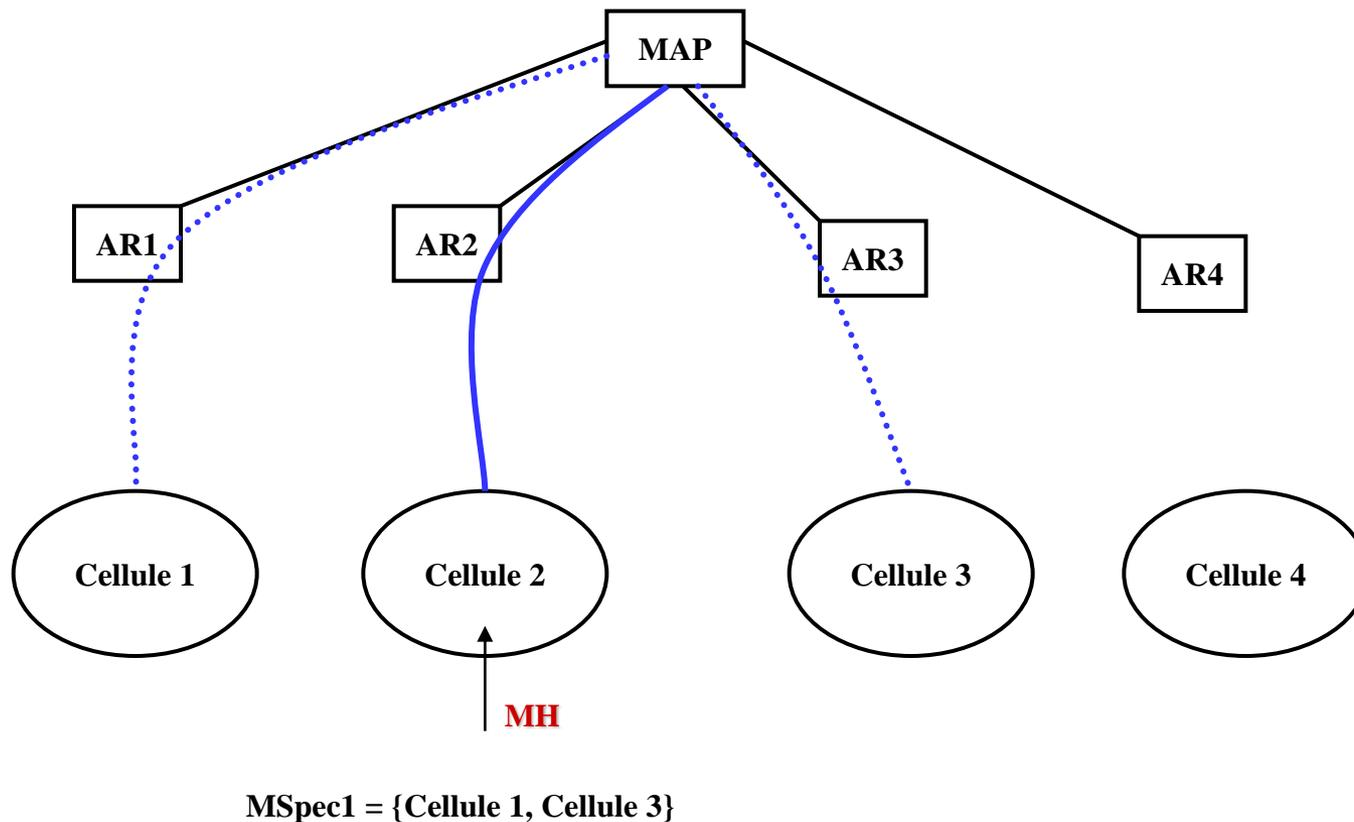 MAP
AR1
AR2
AR3
AR4
Cellule 1
Cellule 2
Cellule 3
Cellule 4
MH
MSpec1 = {Cellule 1, Cellule 3}